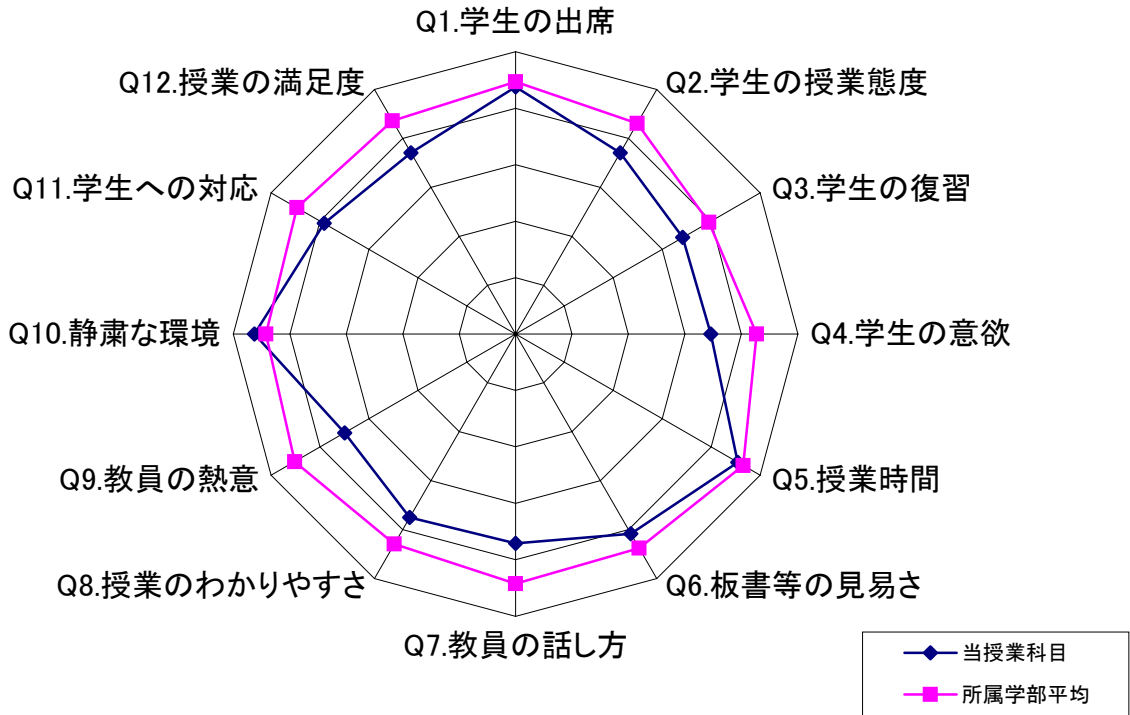 Q1.学生の出席
Q2.学生の授業態度
Q3.学生の復習
Q4.学生の意欲
Q5.授業時間
Q6.板書等の見易さ
Q7.教員の話し方
Q8.授業のわかりやすさ
Q9.教員の熱意
Q10.静粛な環境
Q11.学生への対応
Q12.授業の満足度
当授業科目
所属学部平均